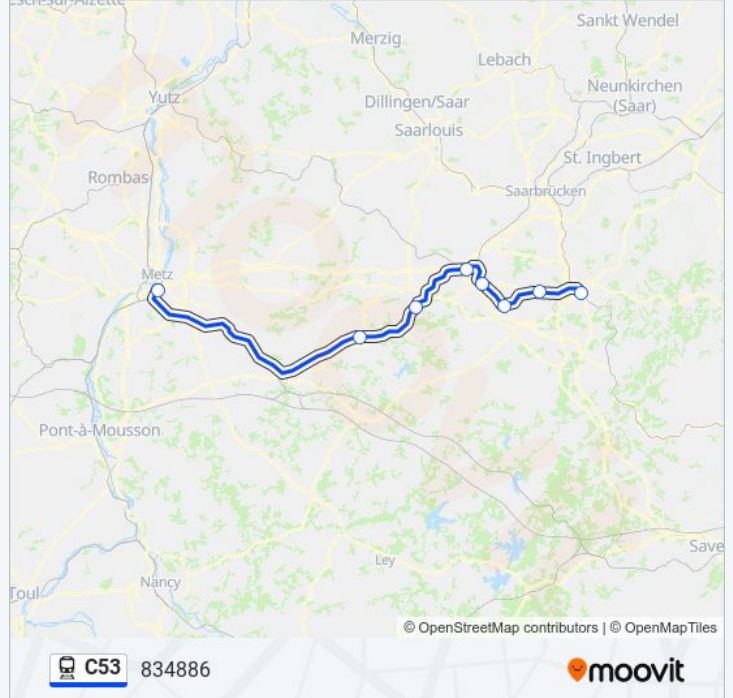 Esch-sur-Alzette
Sankt Wendel
Merzig
Lebach
Neunkirchen
(Saar)
Yutz
Dillingen/Saar
Saarlouis
St. Ingbert
Rombas
Saarbrücken
Metz
Pont-à-Mousson
Save
Ley
Nancy
Toul
© OpenStreetMap contributors | © OpenMapTiles
C53 834886 moovit